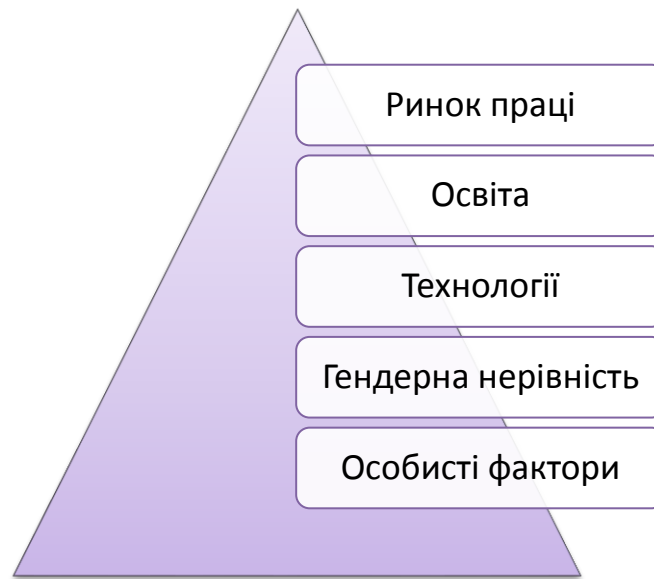 Ринок праці
Освіта
Технології
Гендерна нерівність
Особисті фактори